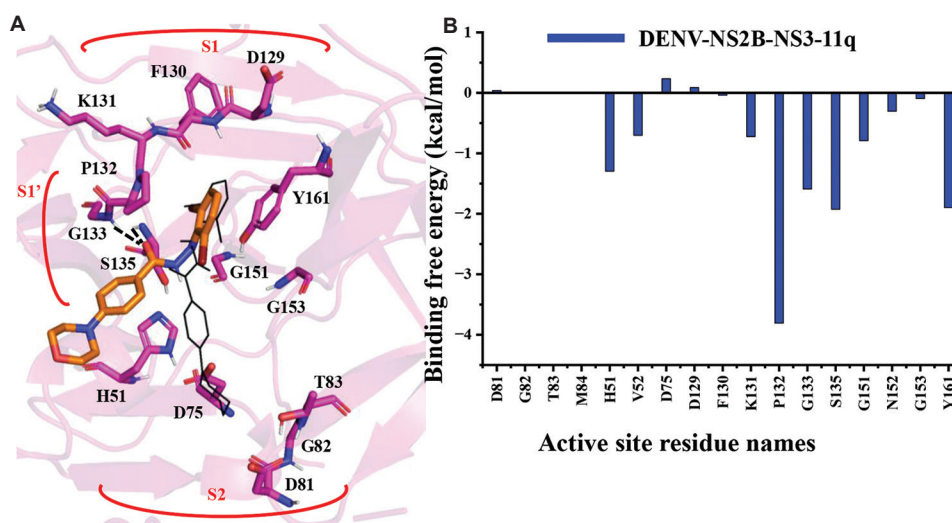 A
S1
F130
D129
K131
P132
S1'
Y161
G133
S135
G151
G153
H51
D75
T83
G82
D81
S2
B
DENV-NS2B-NS3-11q
Binding free energy (kcal/mol)
1
0
−1
−2
−3
−4
D81
G82
T83
M84
H51
V52
D75
D129
F150
K131
P132
G133
S135
G151
N152
G153
Y161
Active site residue names